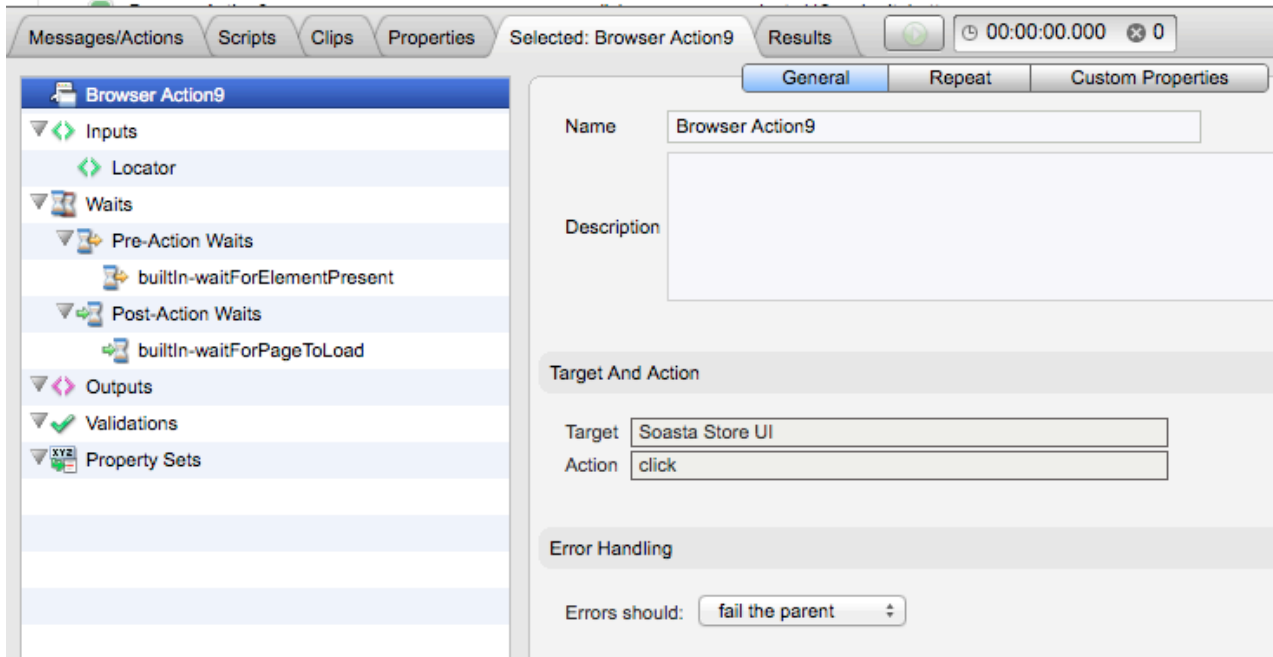 Messages/Actions Scripts Clips Properties Selected: Browser Action9 Results 00:00:00.000 0
General Repeat Custom Properties
Browser Action9
Inputs
Locator
Waits
Pre-Action Waits
builtIn-waitForElementPresent
Post-Action Waits
builtIn-waitForPageToLoad
Outputs
Validations
XYZ
Property Sets
Name Browser Action9
Description
Target And Action
Target Soasta Store UI
Action click
Error Handling
Errors should: fail the parent